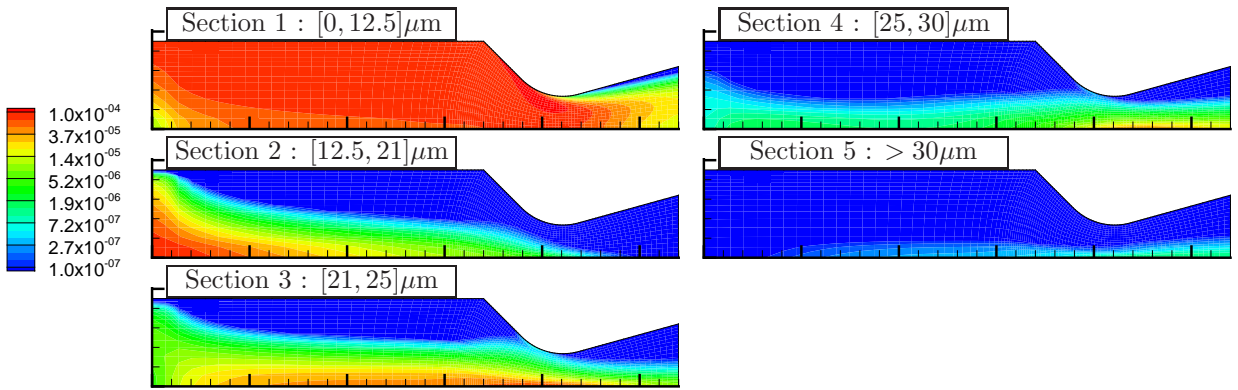 Section 1 : [0, 12.5]μm
Section 4 : [25, 30]μm
1.0x10-04
3.7x10-05
1.4x10-05
5.2x10-06
1.9x10-06
7.2x10-07
2.7x10-07
1.0x10-07
Section 2 : [12.5, 21]μm
Section 5 : > 30μm
Section 3 : [21, 25]μm